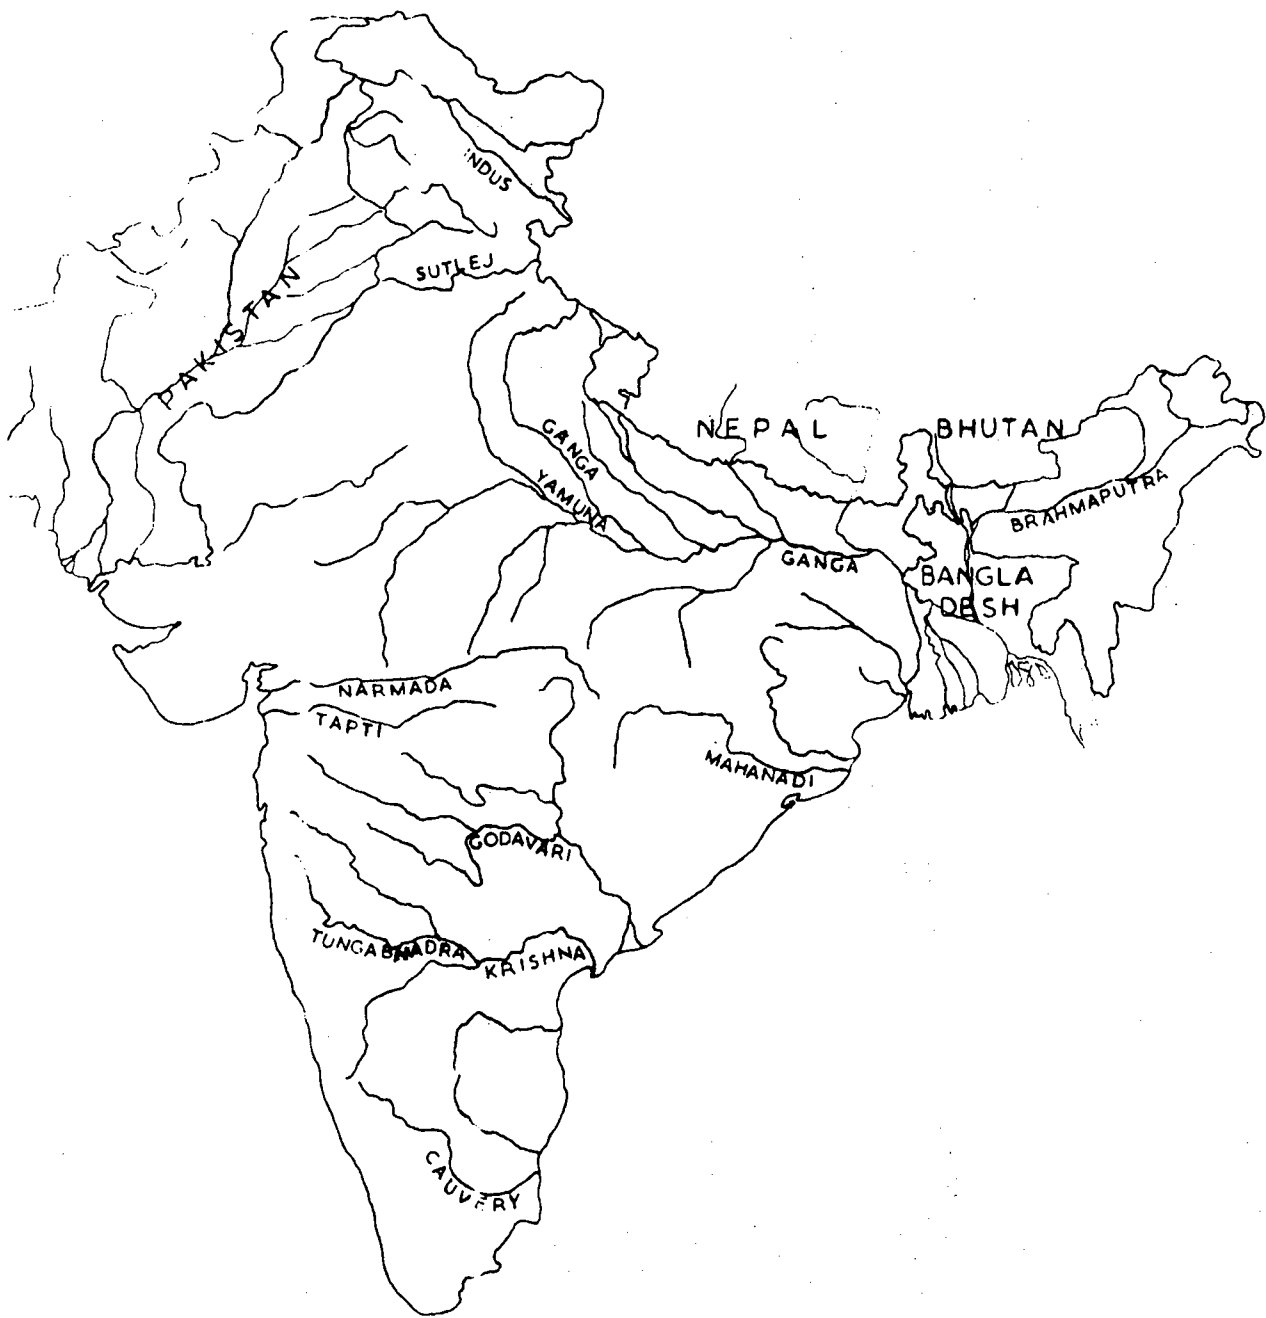 INDUS
SUTLEJ
PAKISTAN
GANGA
YAMUNA
NEPAL
BHUTAN
BRAHMAPUTRA
GANGA
BANGLA
DESH
NARMADA
TAPTI
MAHANADI
GODAVARI
TUNGABHADRA
KRISHNA
CAUVERY